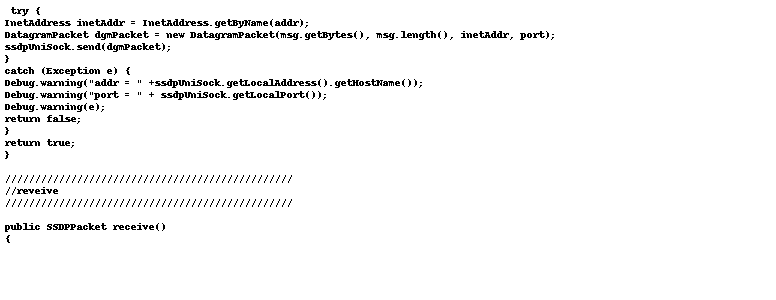 try {
InetAddress inetAddr = InetAddress.getByName(addr);
DatagramPacket dgmPacket = new DatagramPacket(msg.getBytes(), msg.length(), inetAddr, port);
ssdpUniSock.send(dgmPacket);
}
catch (Exception e) {
Debug.warning("addr = " +ssdpUniSock.getLocalAddress().getHostName());
Debug.warning("port = " + ssdpUniSock.getLocalPort());
Debug.warning(e);
return false;
}
return true;
}
////////////////////////////////////////////////
//reveive
////////////////////////////////////////////////
public SSDPPacket receive()
{